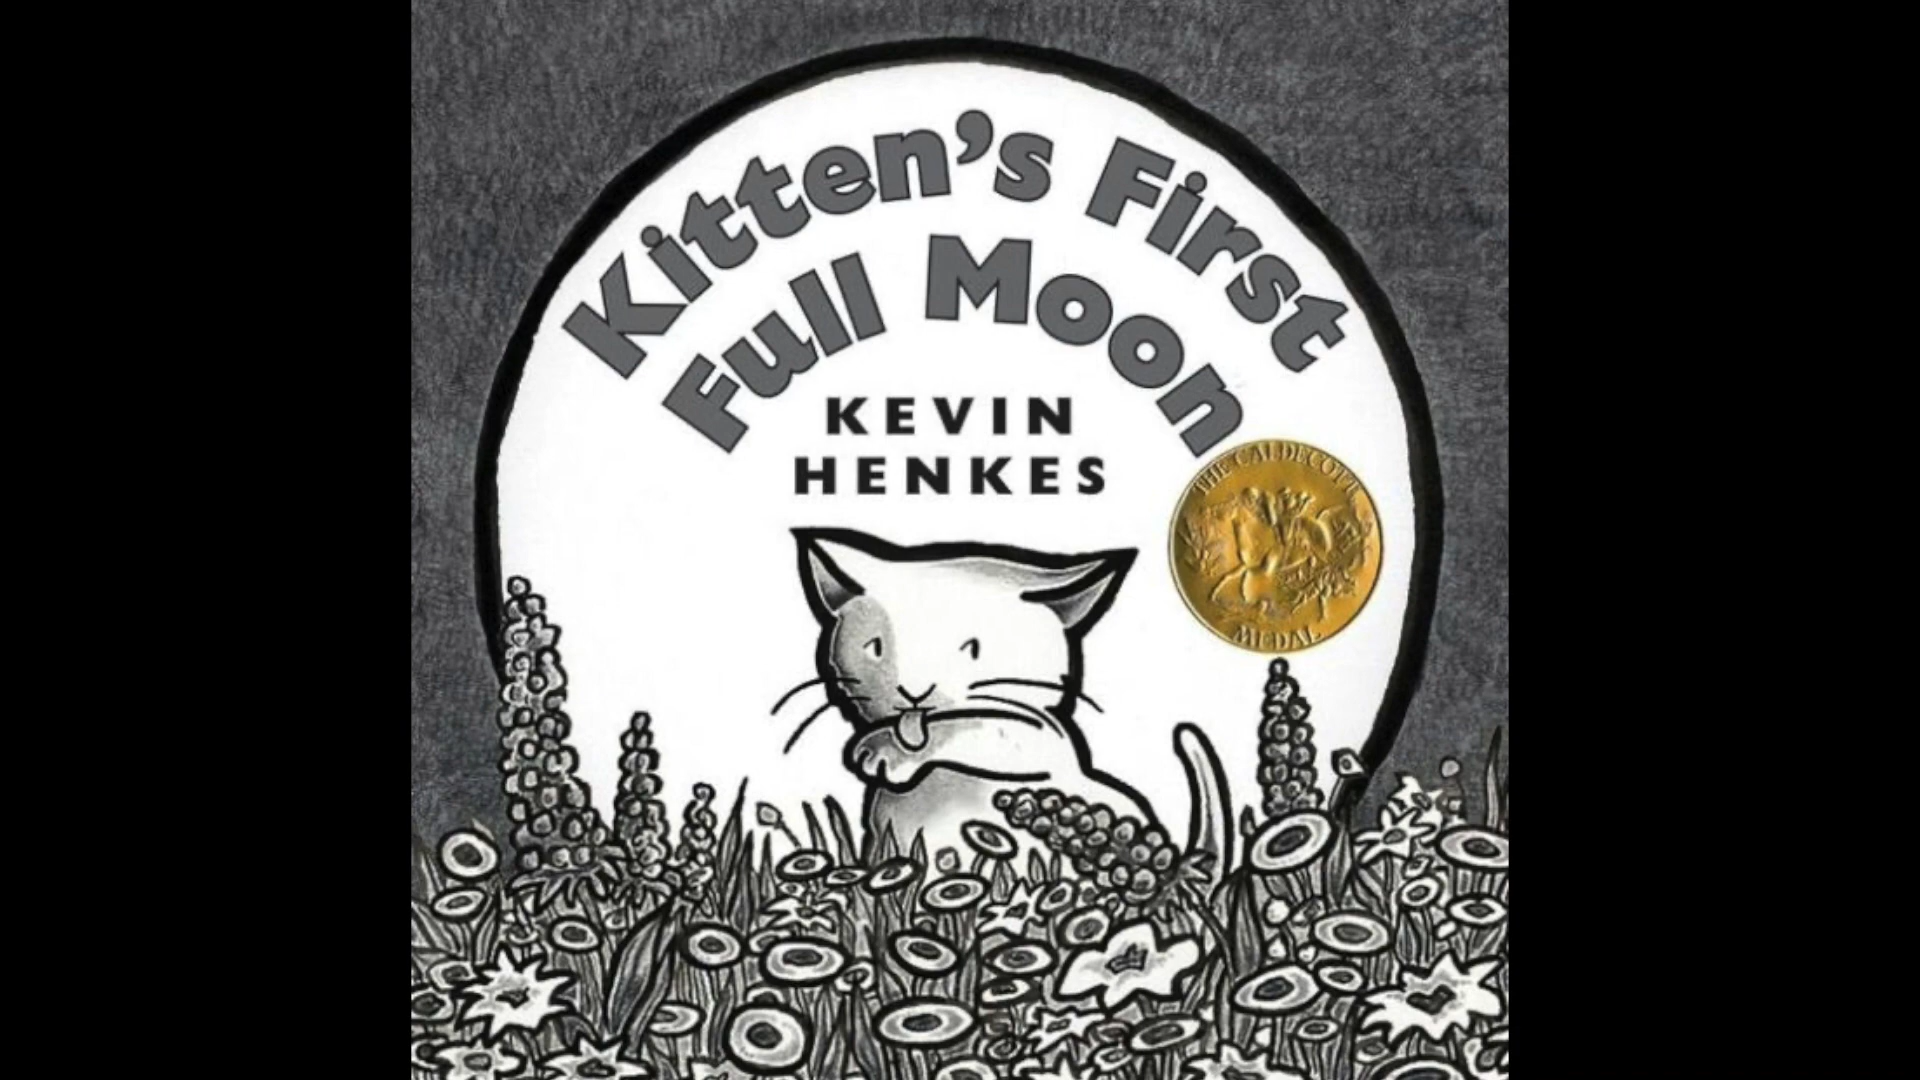 Kitten's First
Full Moon
KEVIN
HENKES
THE CALDECOTT
MEDAL